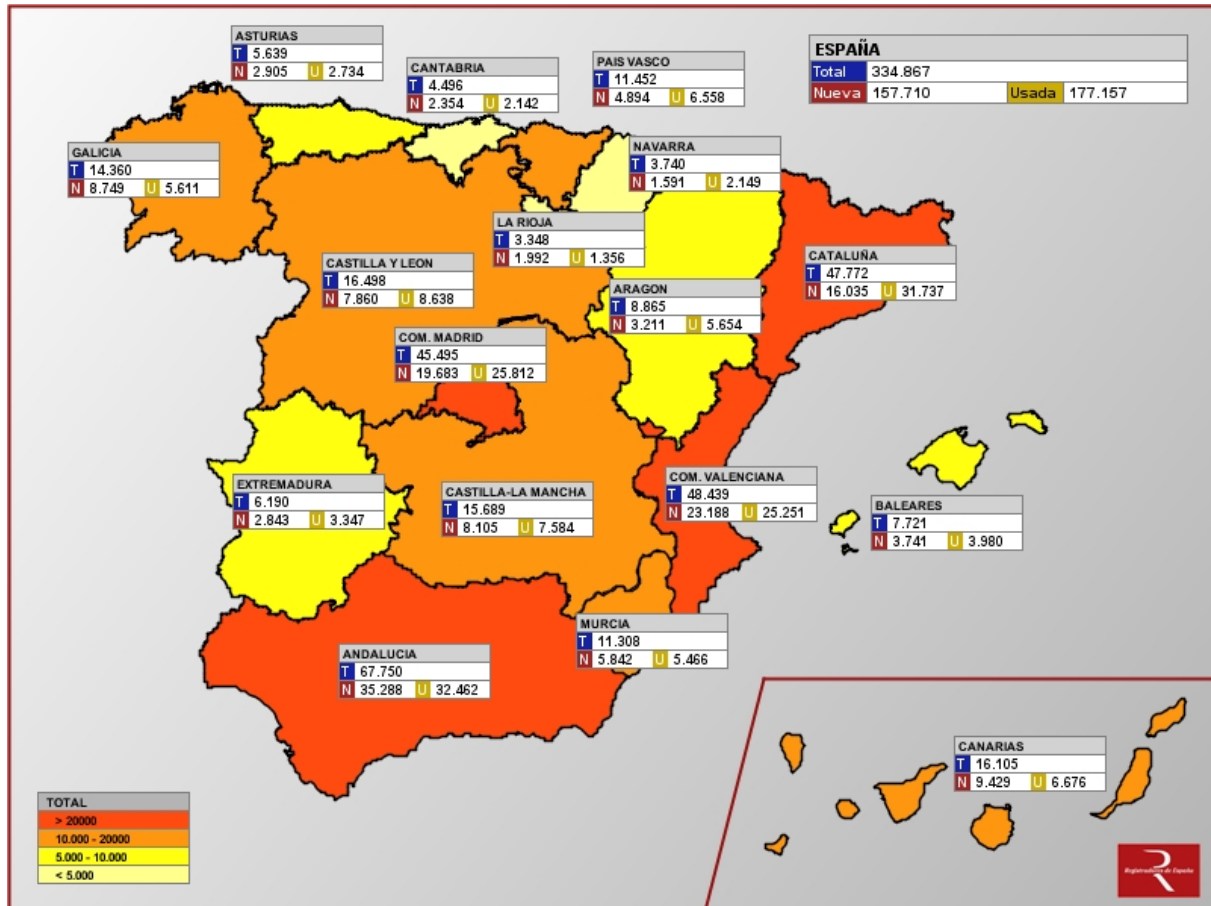 ASTURIAS
T 5.639
N 2.905 U 2.734
CANTABRIA
T 4.496
N 2.354 U 2.142
PAIS VASCO
T 11.452
N 4.894 U 6.558
ESPAÑA
Total 334.867
Nueva 157.710 Usada 177.157
GALICIA
T 14.360
N 8.749 U 5.611
NAVARRA
T 3.740
N 1.591 U 2.149
LA RIOJA
T 3.348
N 1.992 U 1.356
CASTILLA Y LEON
T 16.498
N 7.860 U 8.638
CATALUÑA
T 47.772
N 16.035 U 31.737
ARAGON
T 8.865
N 3.211 U 5.654
COM. MADRID
T 45.495
N 19.683 U 25.812
EXTREMADURA
T 6.190
N 2.843 U 3.347
CASTILLA-LA MANCHA
T 15.689
N 8.105 U 7.584
COM. VALENCIANA
T 48.439
N 23.188 U 25.251
BALEARES
T 7.721
N 3.741 U 3.980
MURCIA
T 11.308
N 5.842 U 5.466
ANDALUCIA
T 67.750
N 35.288 U 32.462
CANARIAS
T 16.105
N 9.429 U 6.676
TOTAL
> 20000
10.000 - 20000
5.000 - 10.000
< 5.000
R
Registradores de España